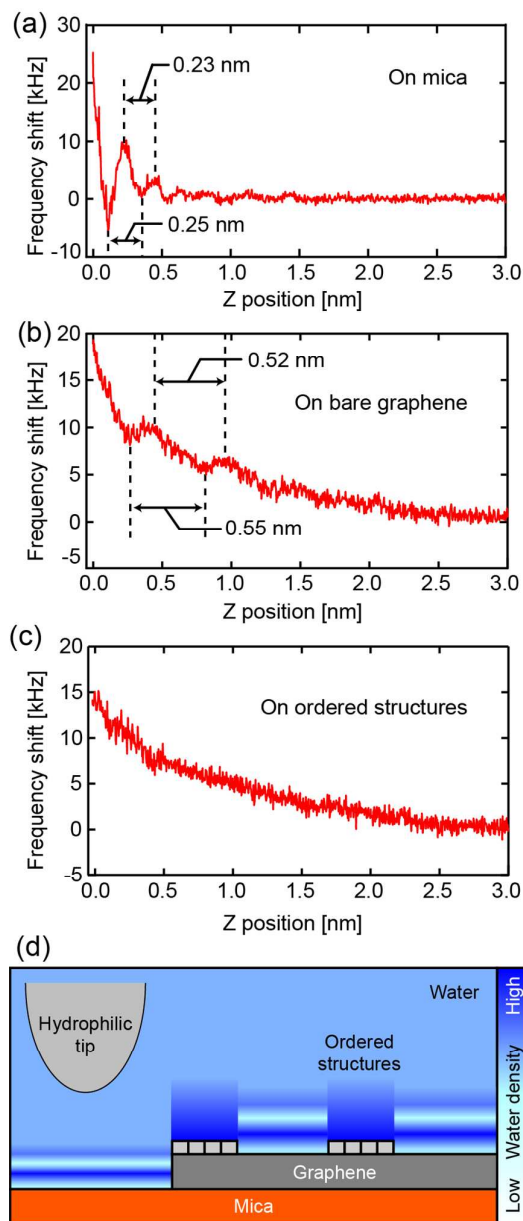 (a)
30
20
10
0
-10
Frequency shift [kHz]
0.23 nm
On mica
0.25 nm
0.0 0.5 1.0 1.5 2.0 2.5 3.0
Z position [nm]
(b)
20
15
10
5
0
-5
Frequency shift [kHz]
0.52 nm
On bare graphene
0.55 nm
0.0 0.5 1.0 1.5 2.0 2.5 3.0
Z position [nm]
(c)
20
15
10
5
0
-5
Frequency shift [kHz]
On ordered structures
0.0 0.5 1.0 1.5 2.0 2.5 3.0
Z position [nm]
(d)
Water
Hydrophilic
tip
Ordered
structures
Graphene
Mica
Low Water density High